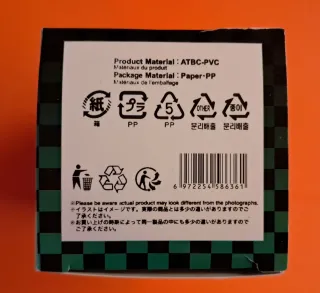 Product Material : ATBC-PVC
Matériaux du produit
Package Material : Paper·PP
Matériaux de l'emballage
紙 プラ 5 OTHER 종이
箱 PP PP 분리배출 분리배출
6 972254 586361
※Please be aware actual product may look different from the photographs.
※イラストはイメージです。実際の商品とは多少の違いがありますのでご
了承ください。
※お買い上げの時期によって同一製品の中にも多少の違いがありますので
ご了承ください。